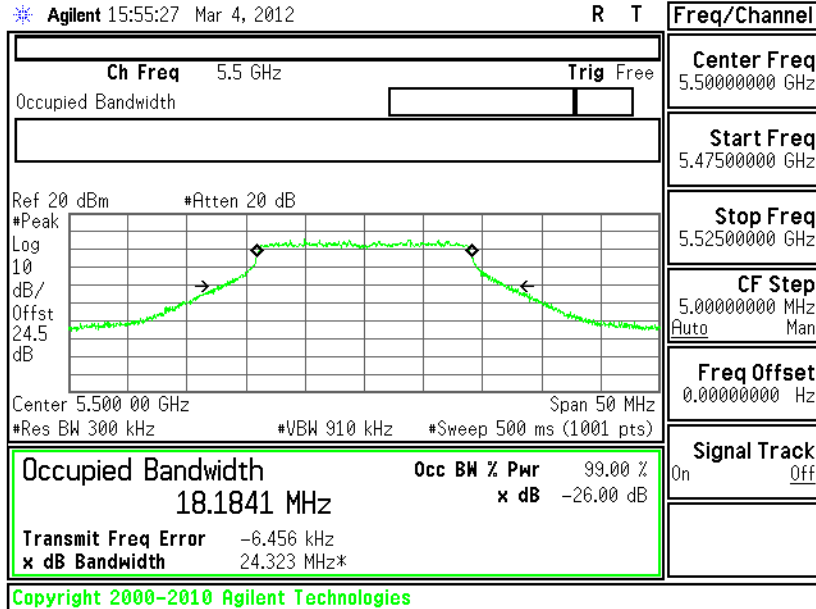 Agilent 15:55:27 Mar 4, 2012 R T
Freq/Channel
Ch Freq 5.5 GHz Trig Free
Occupied Bandwidth
Center Freq
5.50000000 GHz
Start Freq
5.47500000 GHz
Stop Freq
5.52500000 GHz
CF Step
5.00000000 MHz
Auto Man
Freq Offset
0.00000000 Hz
Signal Track
On Off
Ref 20 dBm #Atten 20 dB
#Peak
Log
10
dB/
Offst
24.5
dB
Center 5.500 00 GHz Span 50 MHz
#Res BW 300 kHz #VBW 910 kHz #Sweep 500 ms (1001 pts)
Occupied Bandwidth
18.1841 MHz
Occ BW % Pwr 99.00 %
x dB -26.00 dB
Transmit Freq Error -6.456 kHz
x dB Bandwidth 24.323 MHz*
Copyright 2000-2010 Agilent Technologies